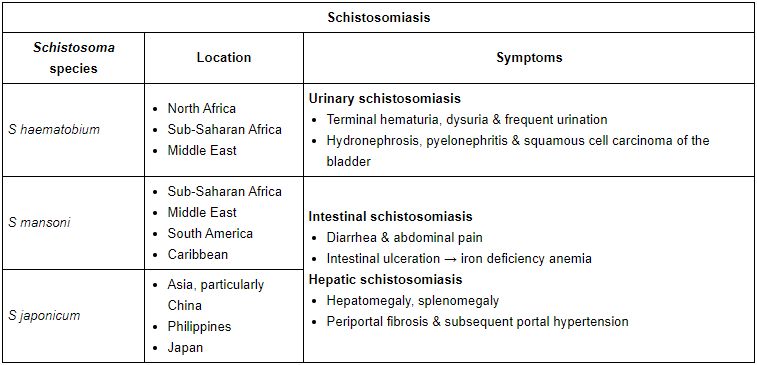 Schistosomiasis
Schistosoma
species
Location
Symptoms
S haematobium
• North Africa
• Sub-Saharan Africa
• Middle East
Urinary schistosomiasis
• Terminal hematuria, dysuria & frequent urination
• Hydronephrosis, pyelonephritis & squamous cell carcinoma of the
bladder
S mansoni
• Sub-Saharan Africa
• Middle East
• South America
• Caribbean
Intestinal schistosomiasis
• Diarrhea & abdominal pain
• Intestinal ulceration → iron deficiency anemia
Hepatic schistosomiasis
• Hepatomegaly, splenomegaly
• Periportal fibrosis & subsequent portal hypertension
S japonicum
• Asia, particularly
China
• Philippines
• Japan